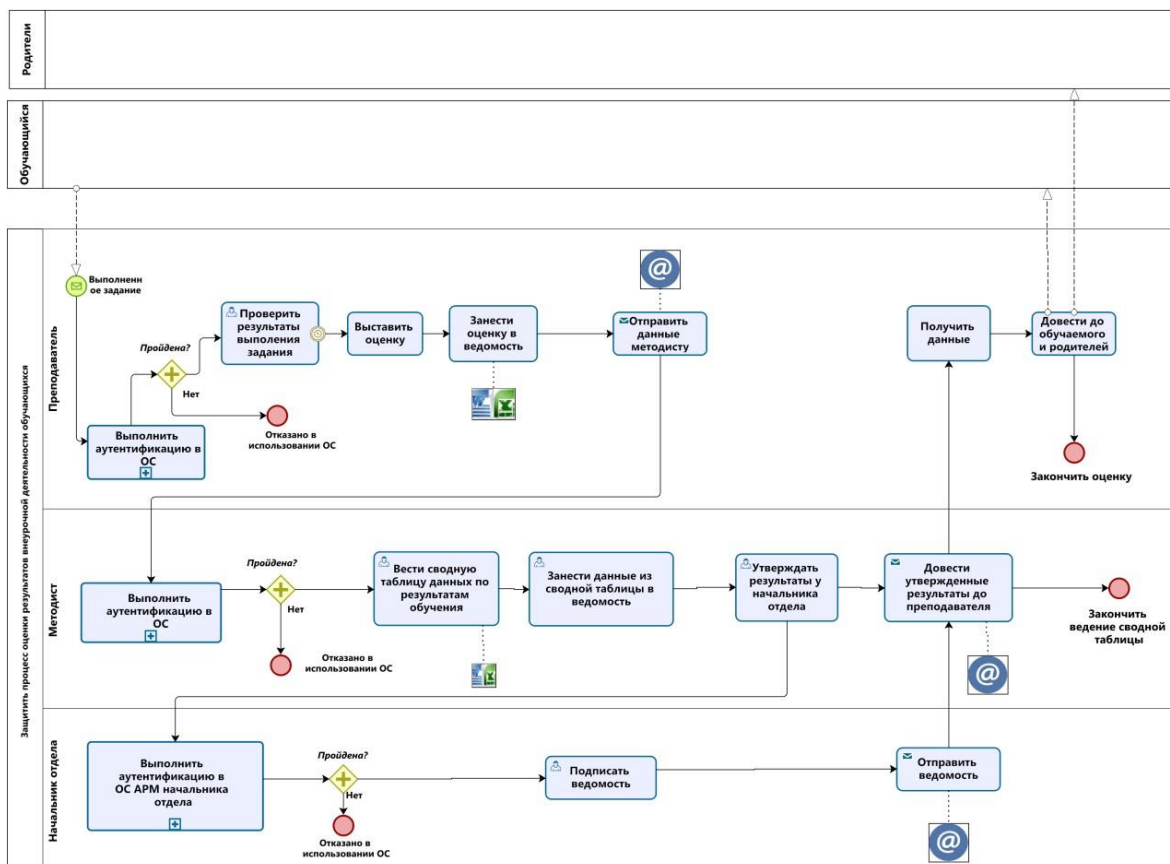 Родители
Обучающийся
Защитить процесс оценки результатов внеурочной деятельности обучающихся
Преподаватель
Выполненн
ое задание
Выполнить
аутентификацию в
ОС
Пройдена?
Нет
Отказано в
использовании ОС
Проверить
результаты
выполения
задания
Выставить
оценку
Занести
оценку в
ведомость
@
Отправить
данные
методисту
Получить
данные
Довести до
обучаемого
и родителей
Закончить оценку
Методист
Выполнить
аутентификацию в
ОС
Пройдена?
Нет
Отказано в
использовании ОС
Вести сводную
таблицу данных по
результатам
обучения
Занести данные из
сводной таблицы в
ведомость
Утверждать
результаты у
начальника
отдела
Довести
утвержденные
результаты до
преподавателя
@
Закончить
ведение сводной
таблицы
Начальник отдела
Выполнить
аутентификацию в
ОС АРМ начальника
отдела
Пройдена?
Нет
Отказано в
использовании ОС
Подписать
ведомость
Отправить
ведомость
@